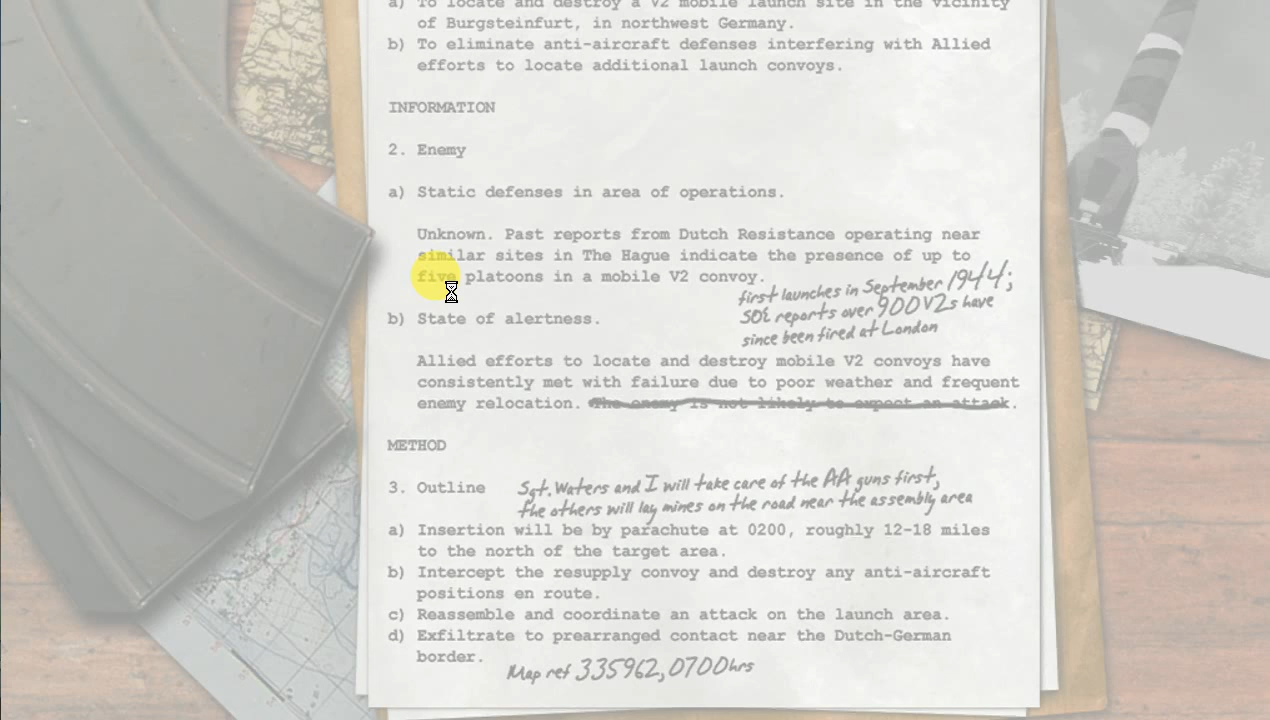 a) To locate and destroy a V2 mobile launch site in the vicinity
of Burgsteinfurt, in northwest Germany.
b) To eliminate anti-aircraft defenses interfering with Allied
efforts to locate additional launch convoys.
INFORMATION
2. Enemy
a) Static defenses in area of operations.
Unknown. Past reports from Dutch Resistance operating near
similar sites in The Hague indicate the presence of up to
five platoons in a mobile V2 convoy.
first launches in September 1944;
SOE reports over 900 V2s have
since been fired at London
b) State of alertness.
Allied efforts to locate and destroy mobile V2 convoys have
consistently met with failure due to poor weather and frequent
enemy relocation. The enemy is not likely to expect an attack.
METHOD
3. Outline
Sgt. Waters and I will take care of the AA guns first,
the others will lay mines on the road near the assembly area
a) Insertion will be by parachute at 0200, roughly 12-18 miles
to the north of the target area.
b) Intercept the resupply convoy and destroy any anti-aircraft
positions en route.
c) Reassemble and coordinate an attack on the launch area.
d) Exfiltrate to prearranged contact near the Dutch-German
border.
Map ref 335962, 0700hrs